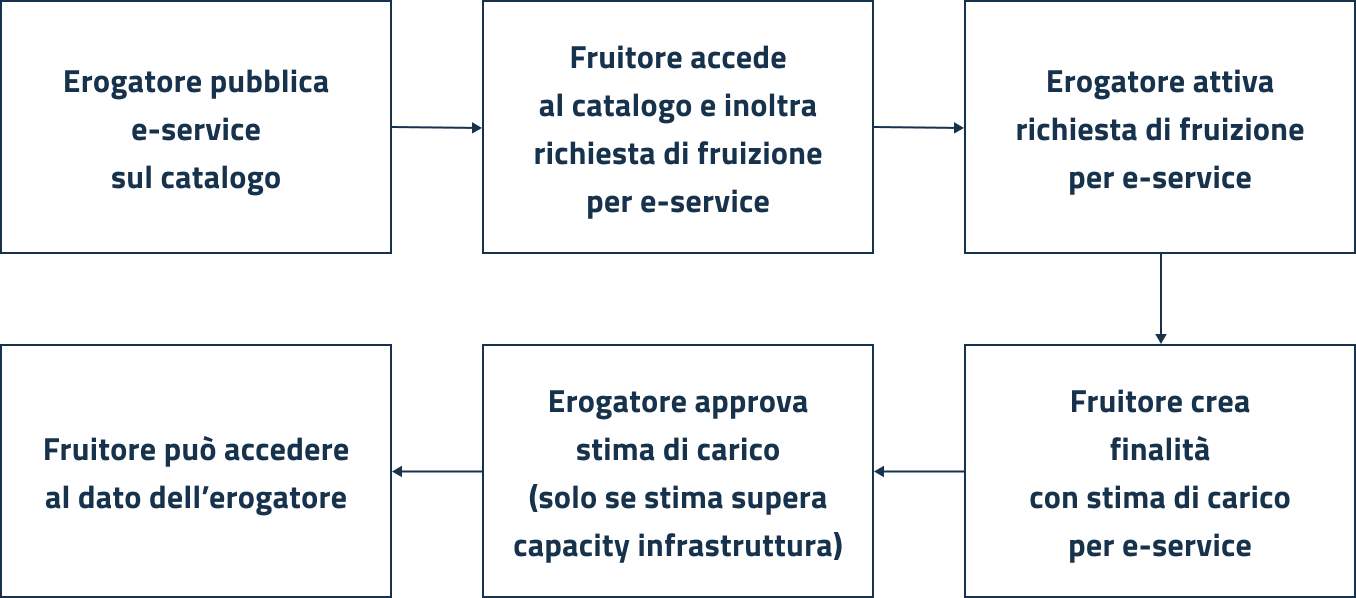 Erogatore pubblica
e-service
sul catalogo
Fruitore accede
al catalogo e inoltra
richiesta di fruizione
per e-service
Erogatore attiva
richiesta di fruizione
per e-service
Fruitore crea
finalità
con stima di carico
per e-service
Erogatore approva
stima di carico
(solo se stima supera
capacity infrastruttura)
Fruitore può accedere
al dato dell’erogatore